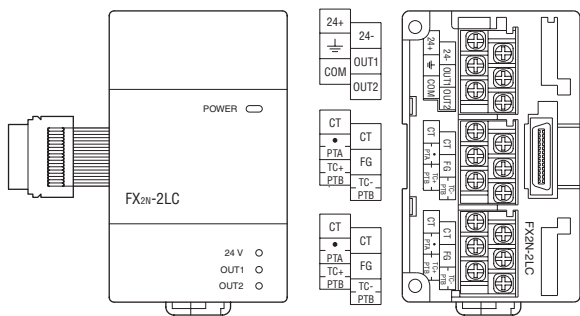 POWER
FX2N-2LC
24 V
OUT1
OUT2
24+
24-
COM
OUT1
OUT2
CT
CT
•
PTA
FG
TC+
PTB
TC-
PTB
CT
CT
•
PTA
FG
TC+
PTB
TC-
PTB
24+
24-
COM
OUT1
OUT2
CT
CT
•
PTA
FG
TC+
PTB
TC-
PTB
CT
CT
•
PTA
FG
TC+
PTB
TC-
PTB
FX2N-2LC